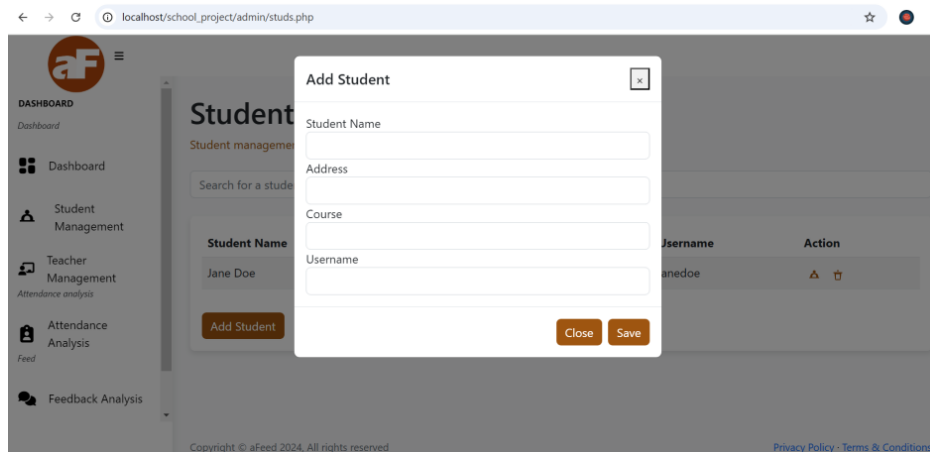 localhost/school_project/admin/studs.php
aF
DASHBOARD
Dashboard
Dashboard
Student
Management
Teacher
Management
Attendance analysis
Attendance
Analysis
Feed
Feedback Analysis
Student
Student manageme
Search for a stude
Student Name
Username
Action
Jane Doe
anedoe
Add Student
Add Student
×
Student Name
Address
Course
Username
Close
Save
Copyright © aFeed 2024, All rights reserved
Privacy Policy · Terms & Conditions